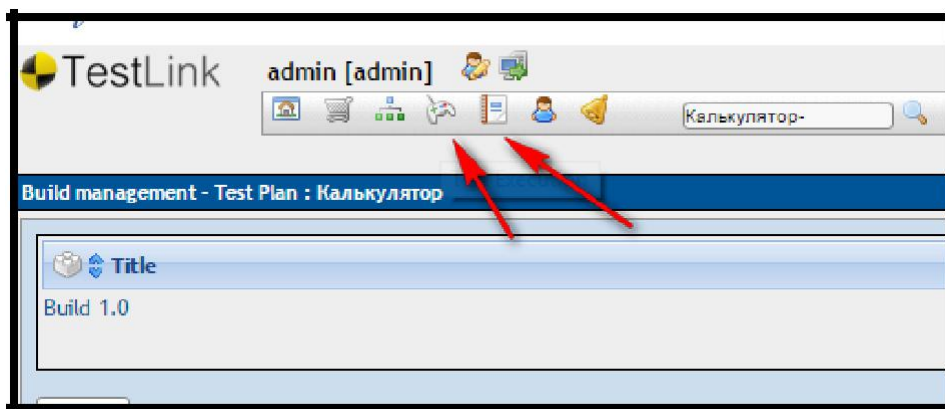 TestLink
admin [admin]
Калькулятор-
Build management - Test Plan : Калькулятор
Title
Build 1.0